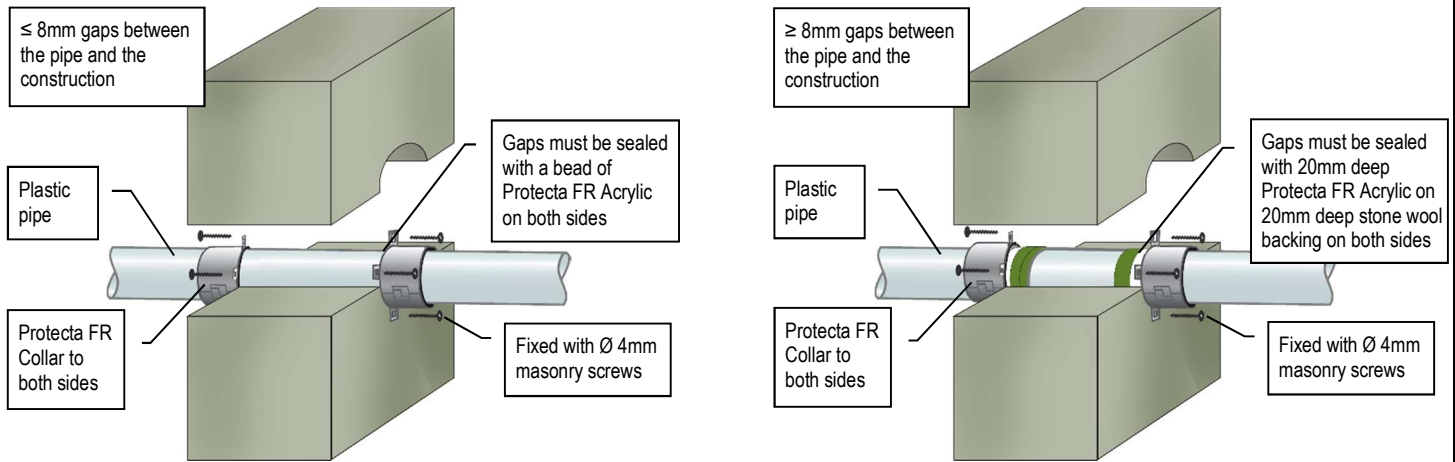 ≤ 8mm gaps between
the pipe and the
construction
Gaps must be sealed
with a bead of
Protecta FR Acrylic
on both sides
Plastic
pipe
Protecta FR
Collar to
both sides
Fixed with Ø 4mm
masonry screws
≥ 8mm gaps between
the pipe and the
construction
Gaps must be sealed
with 20mm deep
Protecta FR Acrylic on
20mm deep stone wool
backing on both sides
Plastic
pipe
Protecta FR
Collar to
both sides
Fixed with Ø 4mm
masonry screws